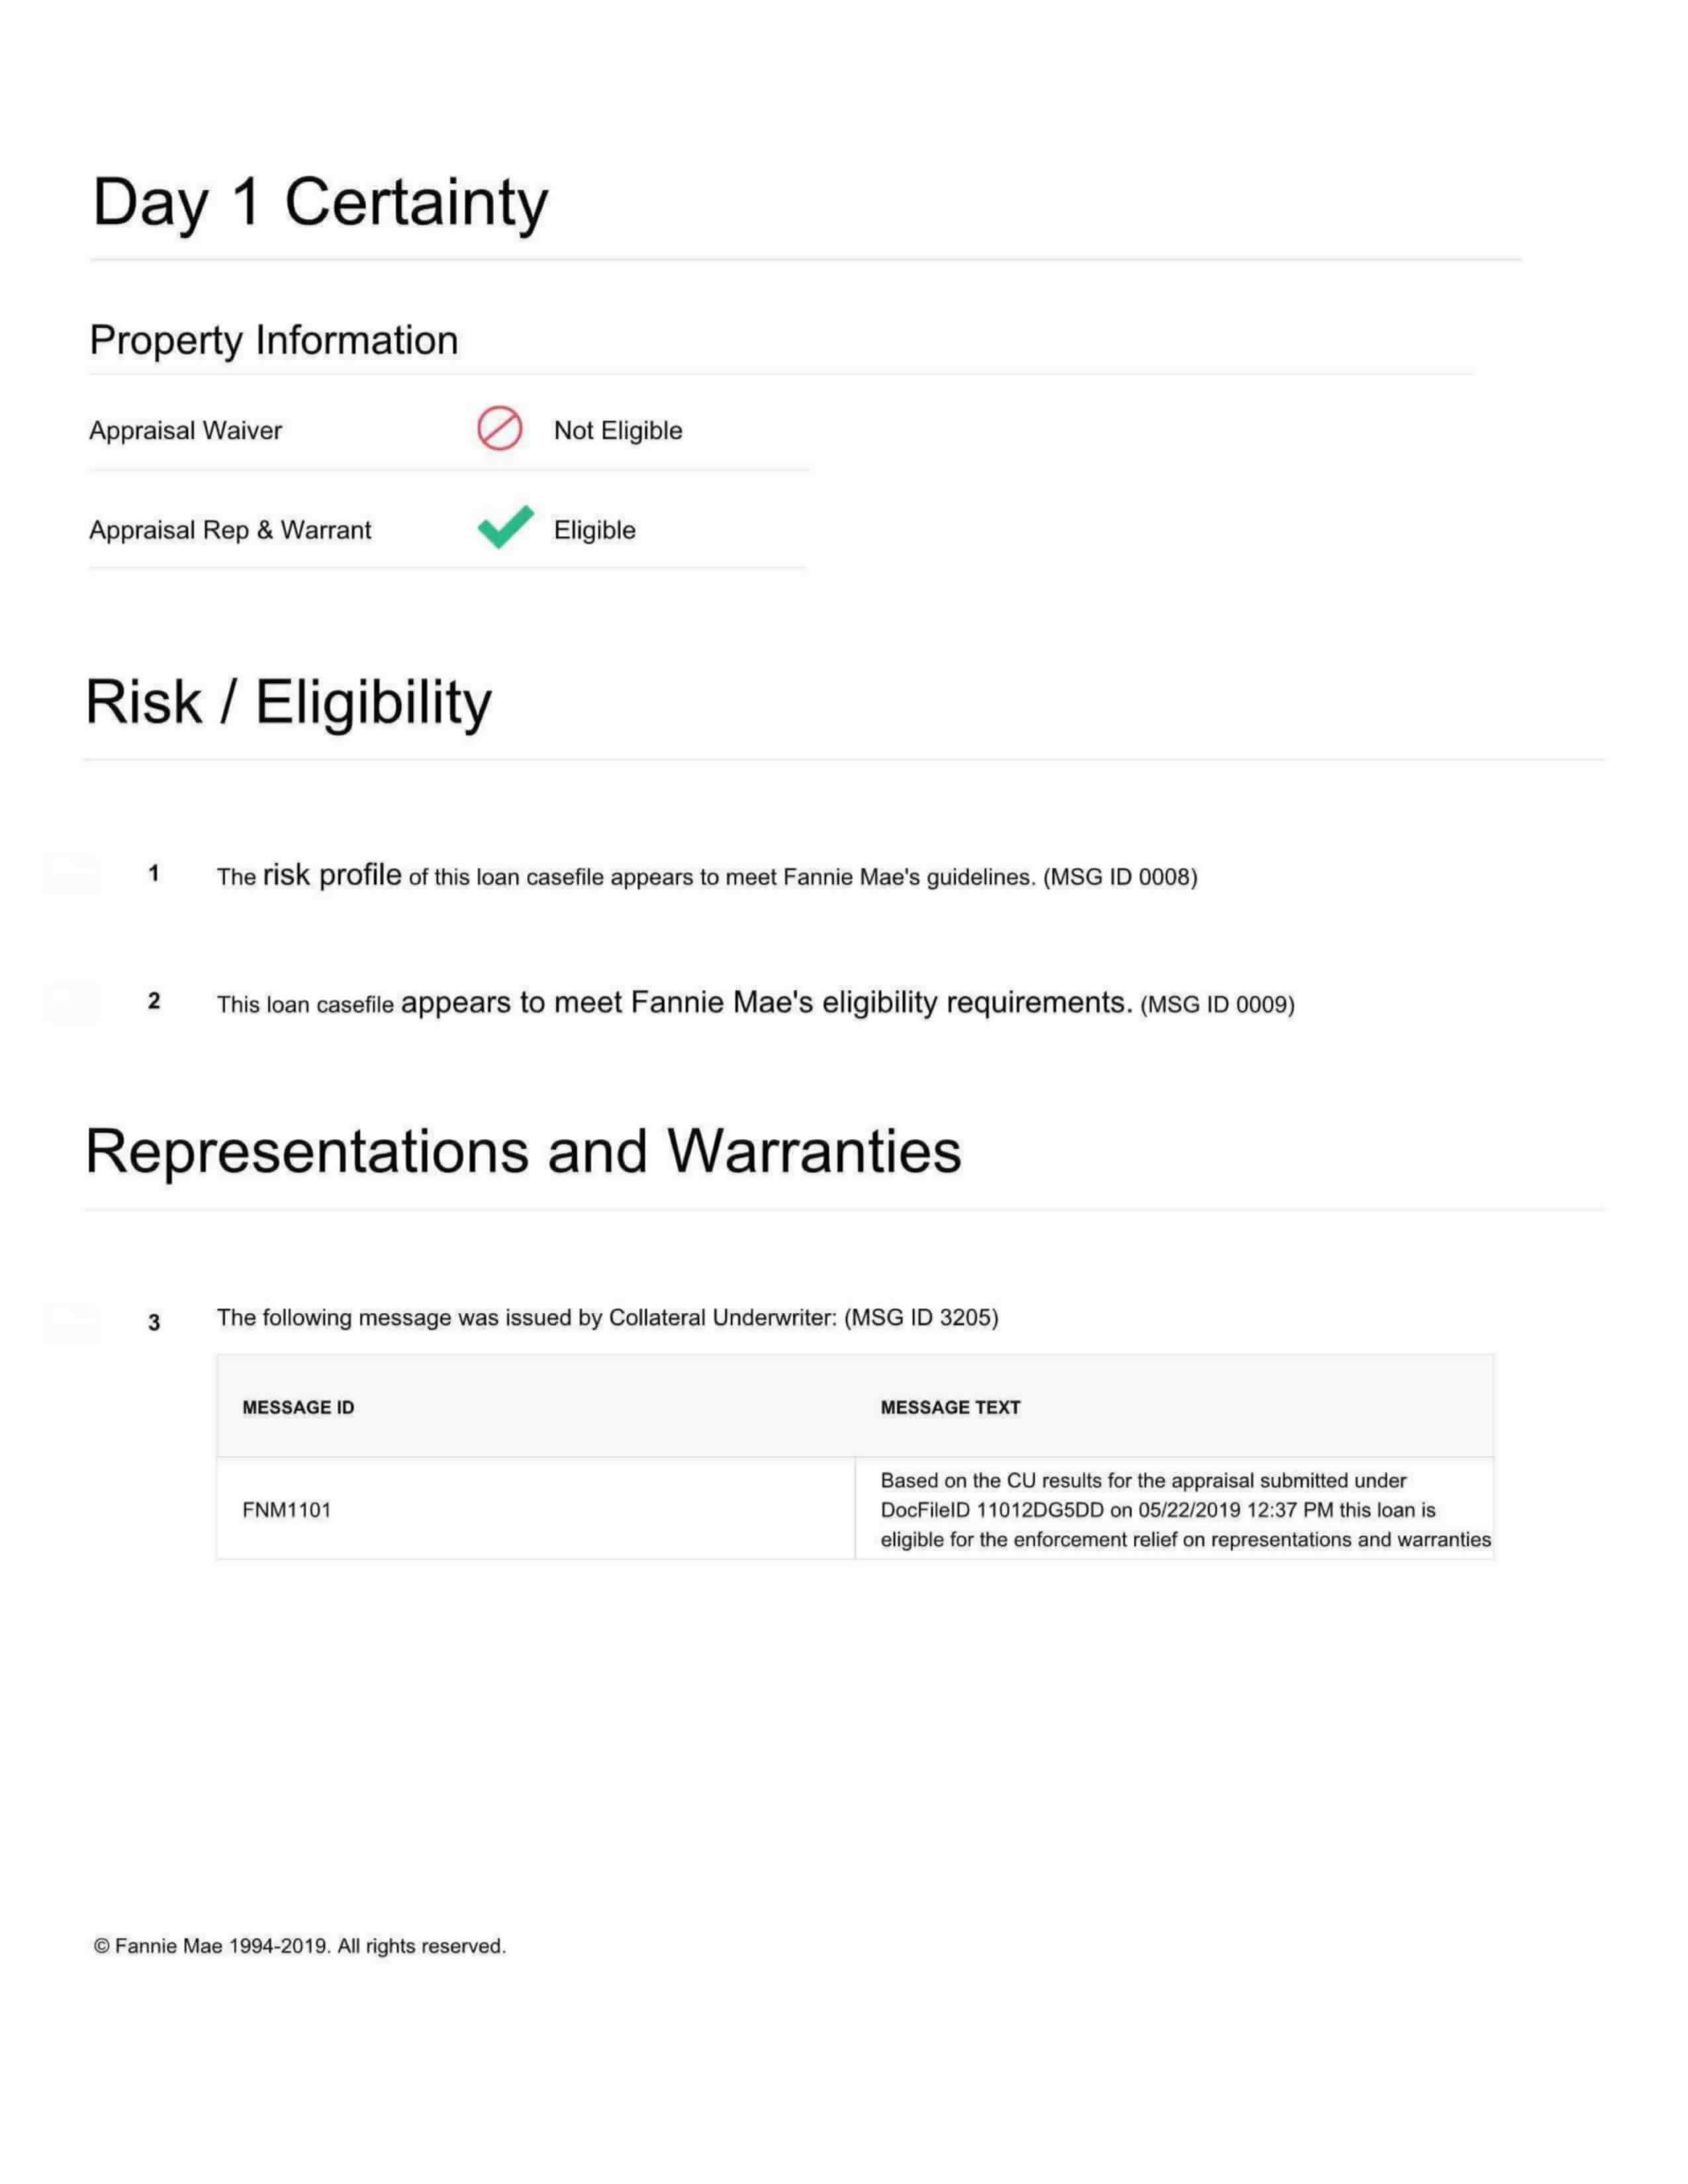 Day 1 Certainty
Property Information
Appraisal Waiver Not Eligible
Appraisal Rep & Warrant Eligible
Risk / Eligibility
1 The risk profile of this loan casefile appears to meet Fannie Mae's guidelines. (MSG ID 0008)
2 This loan casefile appears to meet Fannie Mae's eligibility requirements. (MSG ID 0009)
Representations and Warranties
3 The following message was issued by Collateral Underwriter: (MSG ID 3205)
MESSAGE ID MESSAGE TEXT
Based on the CU results for the appraisal submitted under
FNM1101 DocFileID 11012DG5DD on 05/22/2019 12:37 PM this loan is
eligible for the enforcement relief on representations and warranties
© Fannie Mae 1994-2019. All rights reserved.